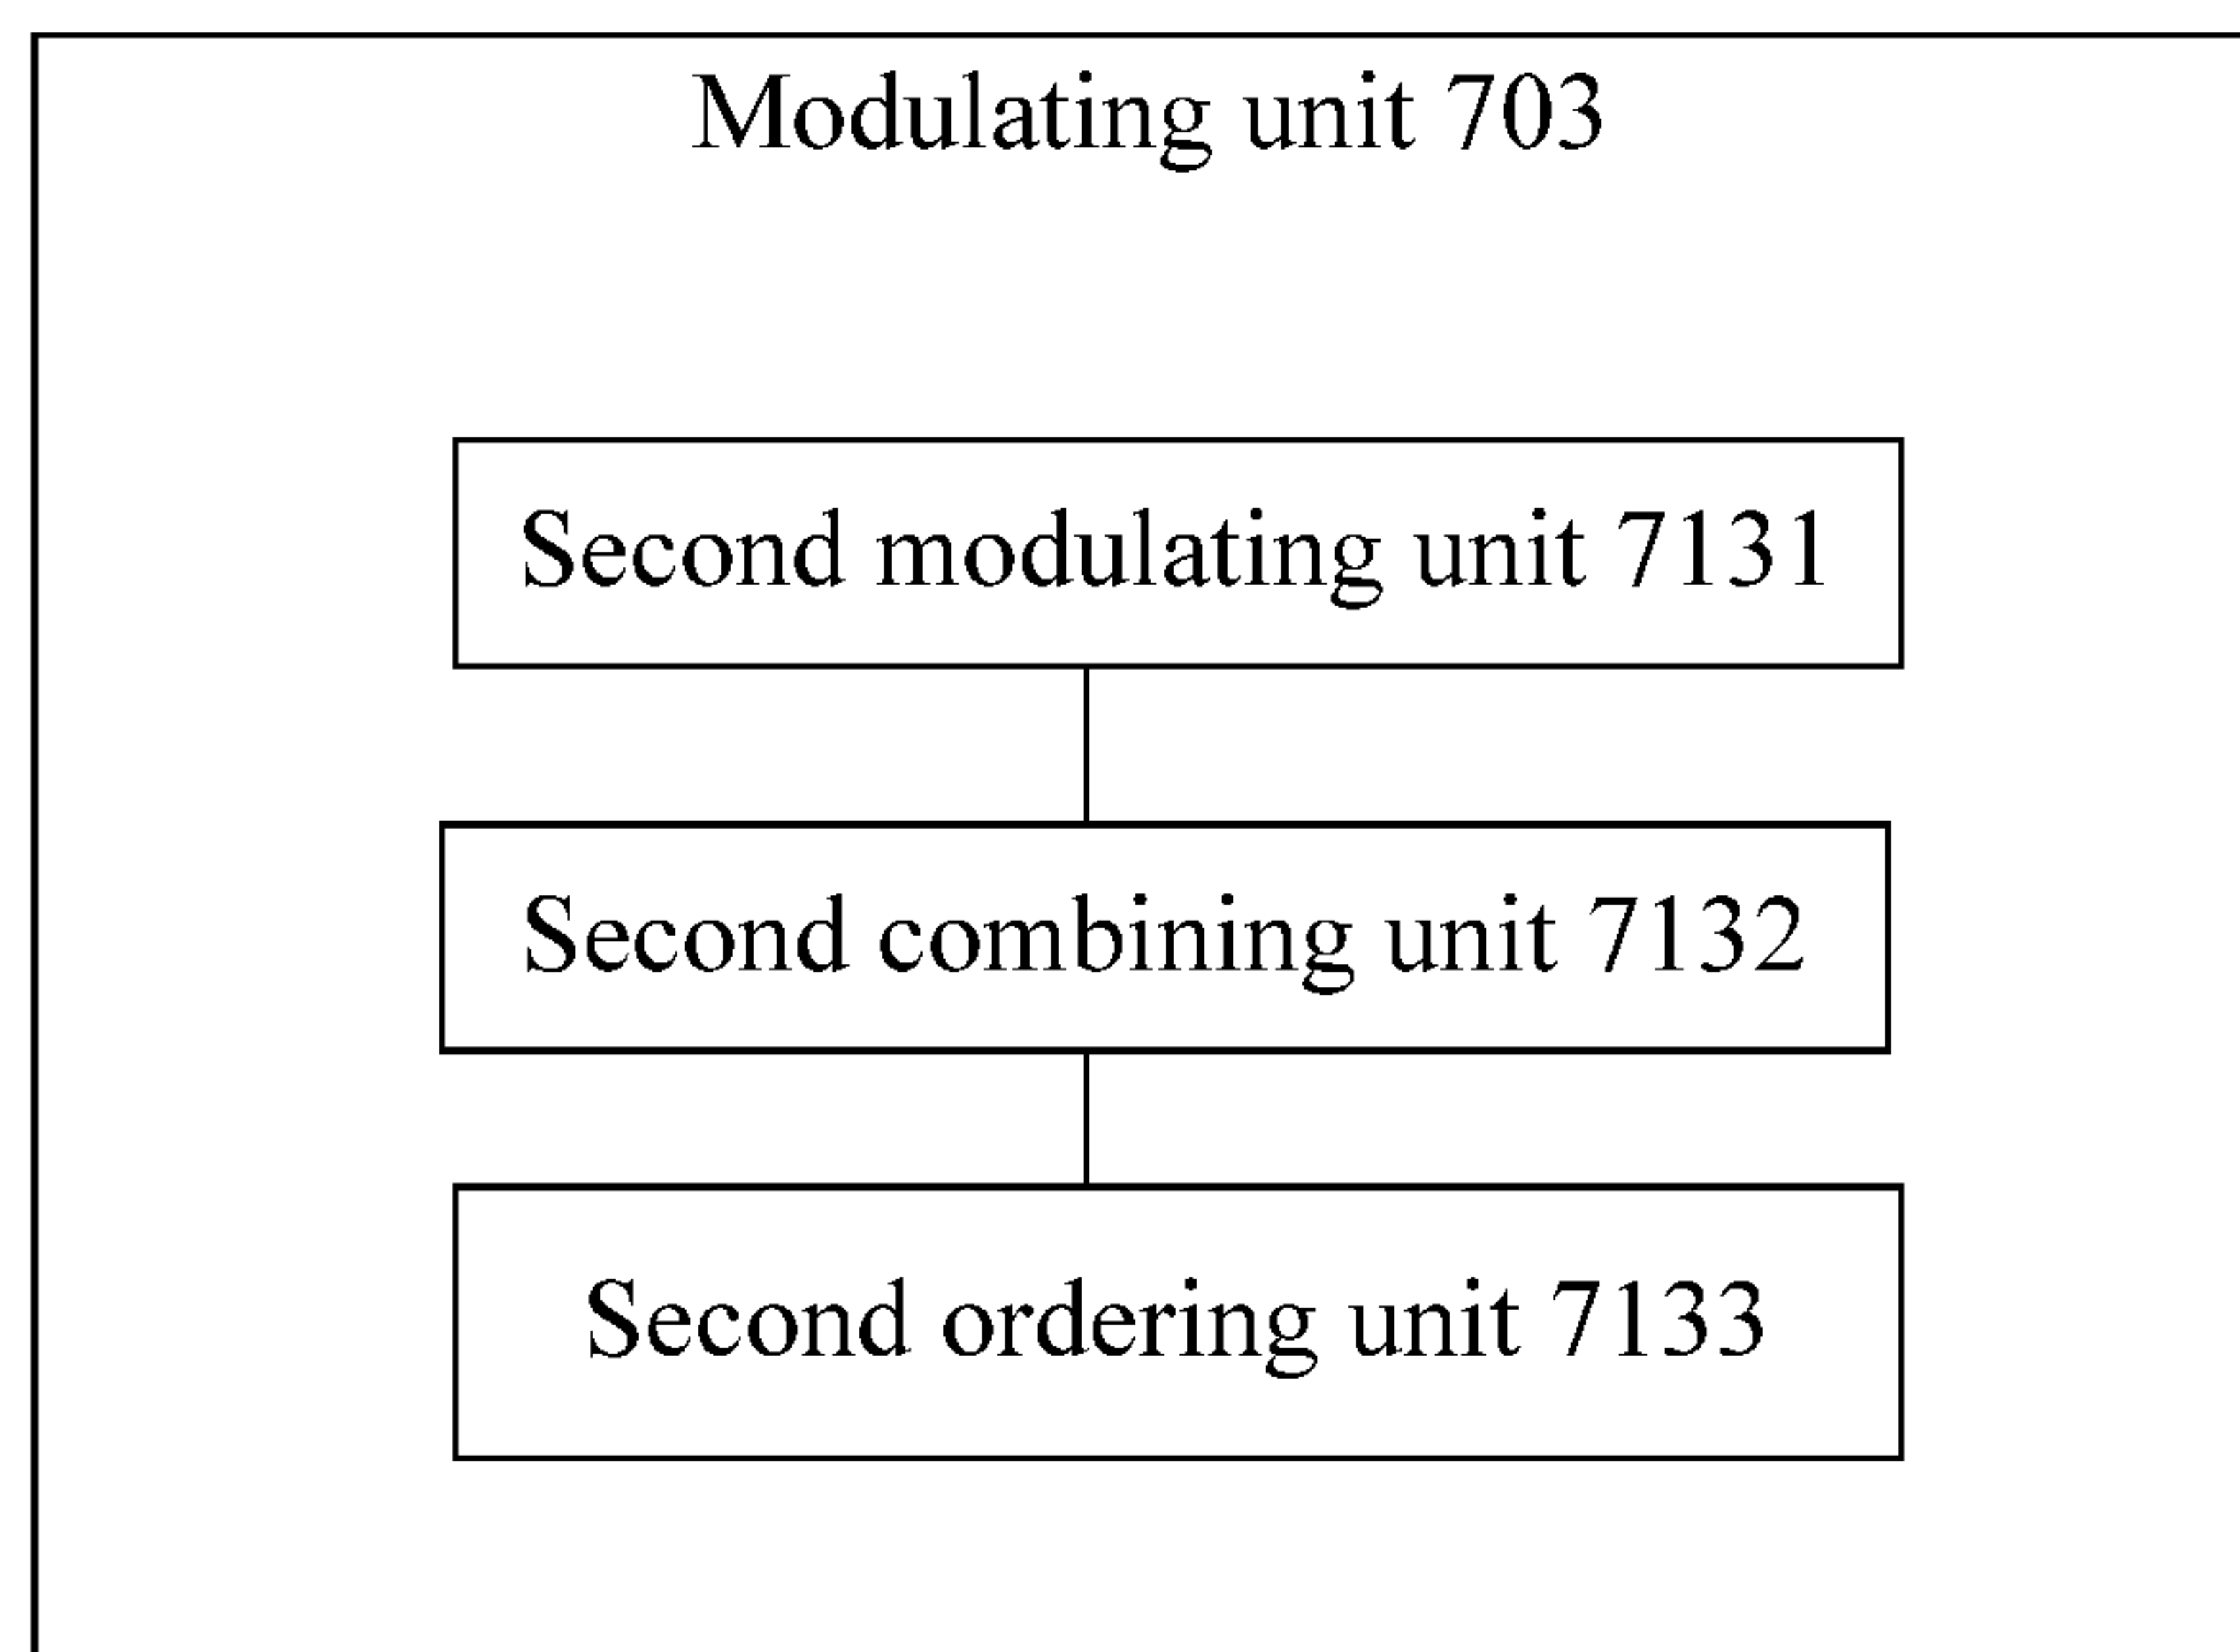 Modulating unit 703
Second modulating unit 7131
Second combining unit 7132
Second ordering unit 7133